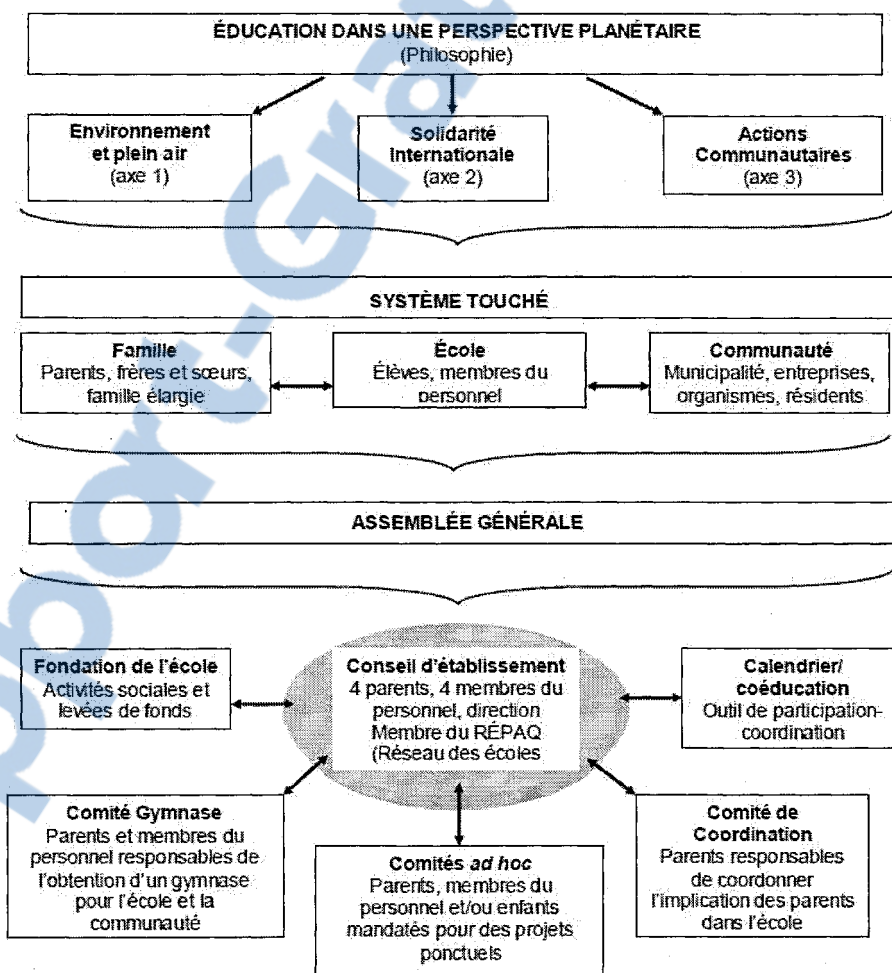 ÉDUCATION DANS UNE PERSPECTIVE PLANÉTAIRE
(Philosophie)
Environnement
et plein air
(axe 1)
Solidarité
Internationale
(axe 2)
Actions
Communautaires
(axe 3)
SYSTÈME TOUCHÉ
Famille
Parents, frères et sœurs,
famille élargie
École
Élèves, membres du
personnel
Communauté
Municipalité, entreprises,
organismes, résidents
ASSEMBLÉE GÉNÉRALE
Fondation de l'école
Activités sociales et
levées de fonds
Conseil d'établissement
4 parents, 4 membres du
personnel, direction
Membre du RÉPAQ
(Réseau des écoles
Calendrier/
coéducation
Outil de participation-
coordination
Comité Gymnase
Parents et membres du
personnel responsables de
l'obtention d'un gymnase
pour l'école et la
communauté
Comités ad hoc
Parents, membres du
personnel et/ou enfants
mandatés pour des projets
ponctuels
Comité de
Coordination
Parents responsables
de coordonner
l'implication des parents
dans l'école
pport-Grat